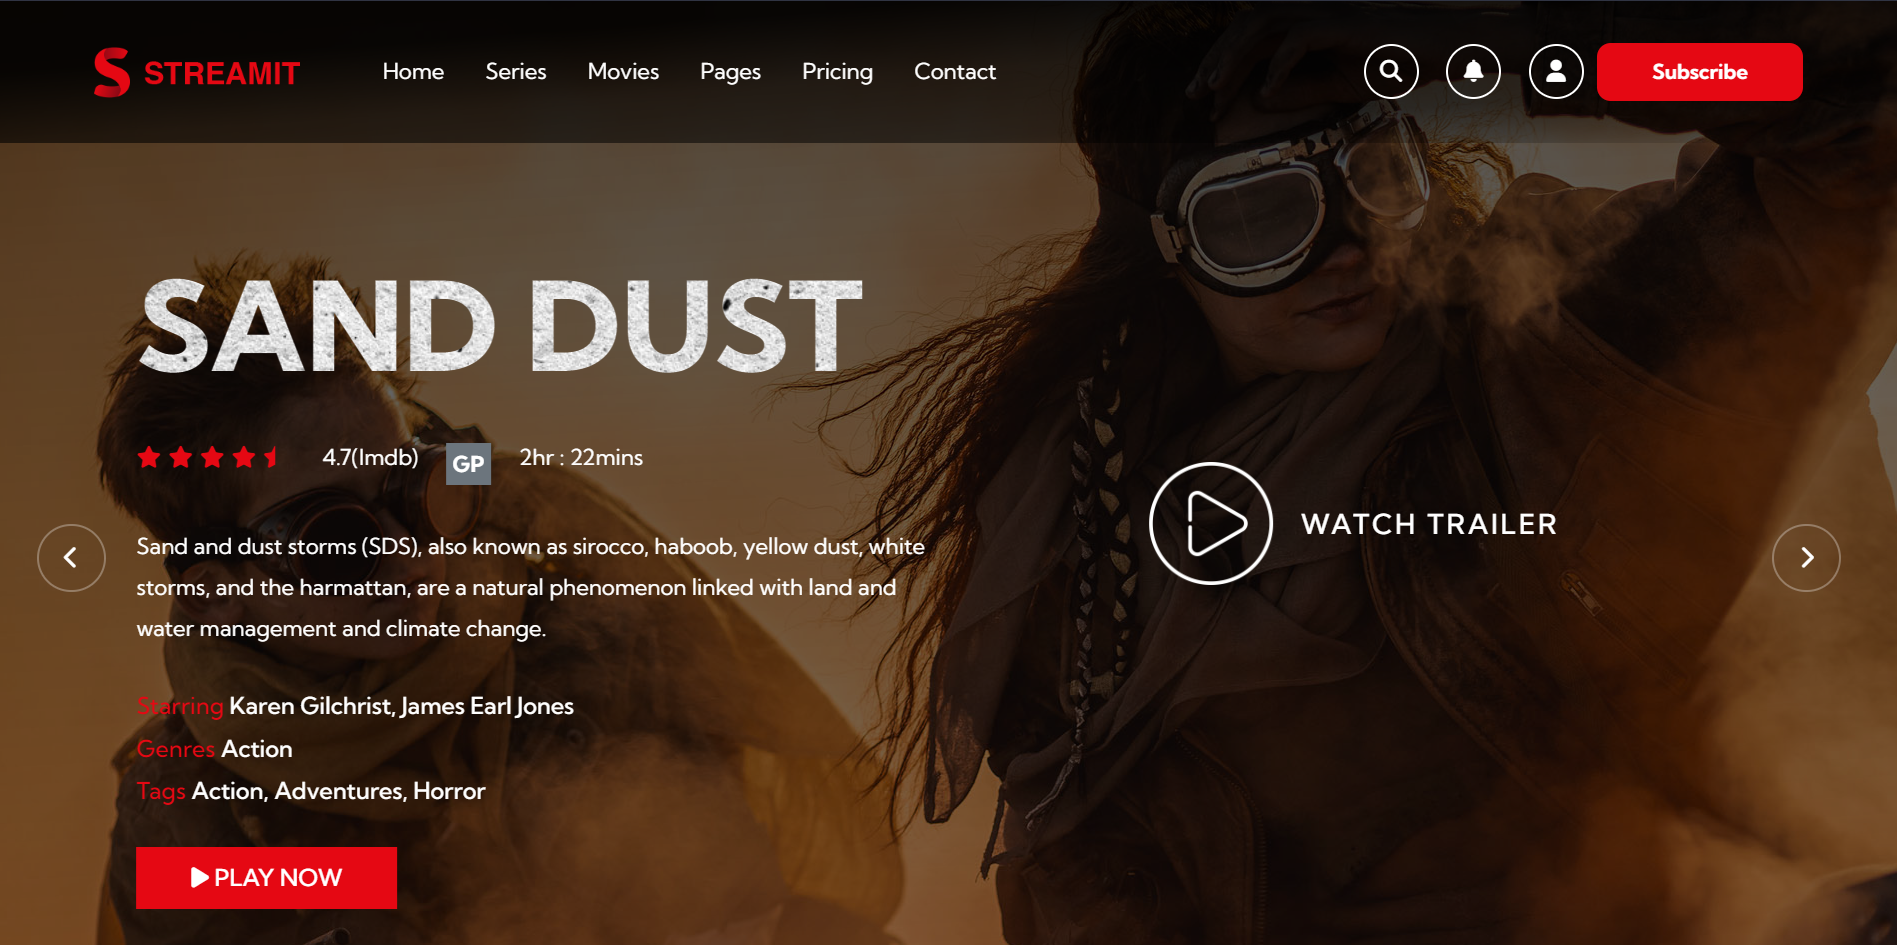 STREAMIT
Home Series Movies Pages Pricing Contact
Subscribe
SAND DUST
4.7(Imdb) GP 2hr : 22mins
Sand and dust storms (SDS), also known as sirocco, haboob, yellow dust, white
storms, and the harmattan, are a natural phenomenon linked with land and
water management and climate change.
WATCH TRAILER
Starring Karen Gilchrist, James Earl Jones
Genres Action
Tags Action, Adventures, Horror
PLAY NOW